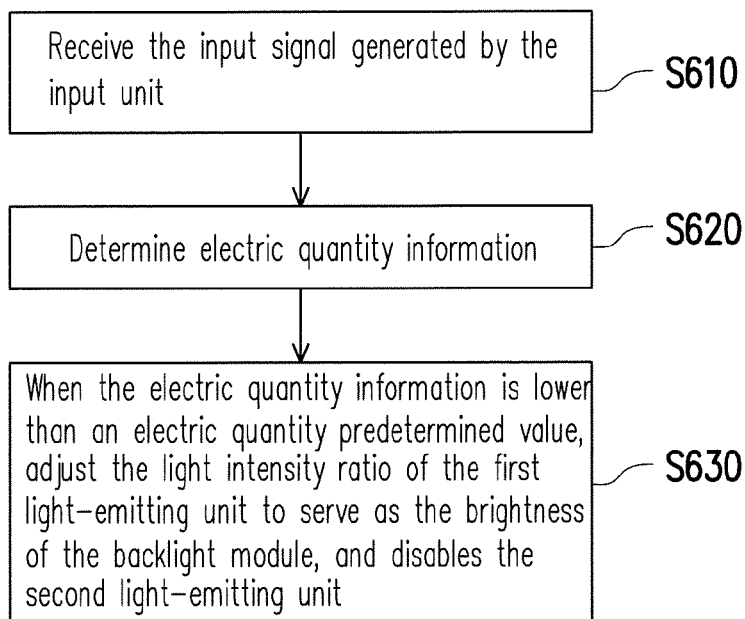 Receive the input signal generated by the
input unit
S610
Determine electric quantity information
S620
When the electric quantity information is lower
than an electric quantity predetermined value,
adjust the light intensity ratio of the first
light-emitting unit to serve as the brightness
of the backlight module, and disables the
second light-emitting unit
S630